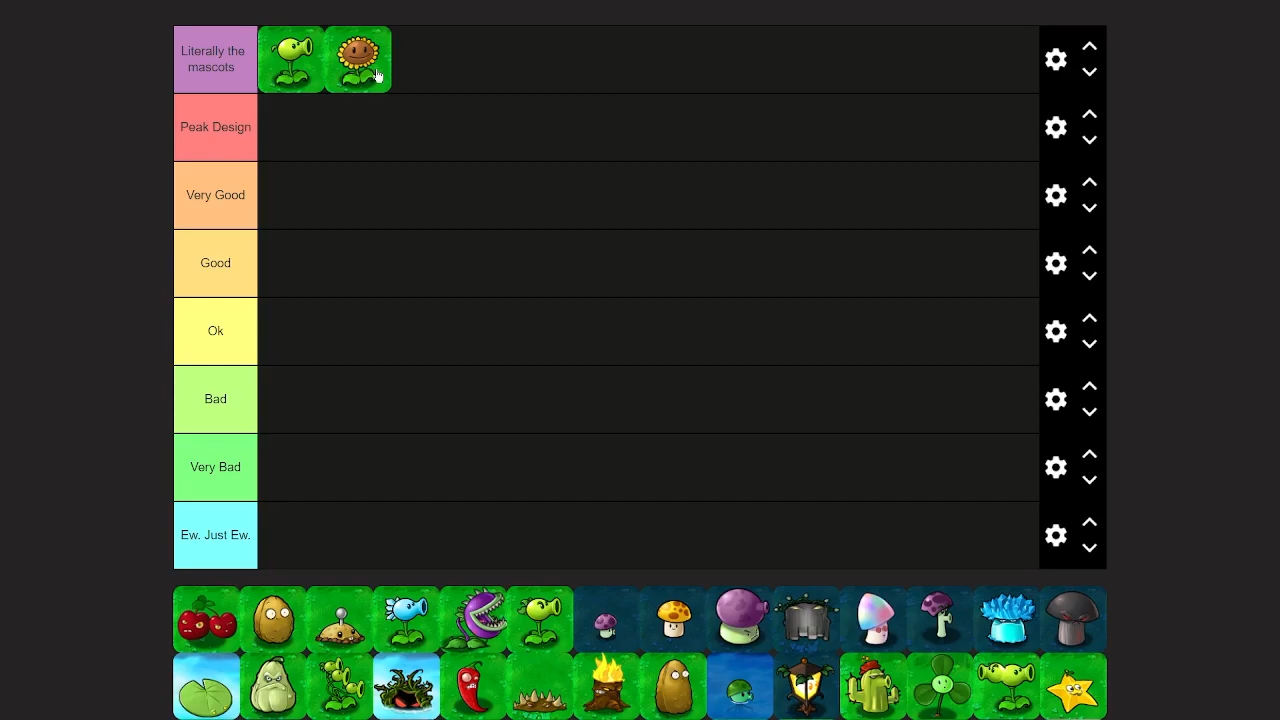 Literally the
mascots
Peak Design
Very Good
Good
Ok
Bad
Very Bad
Ew. Just Ew.